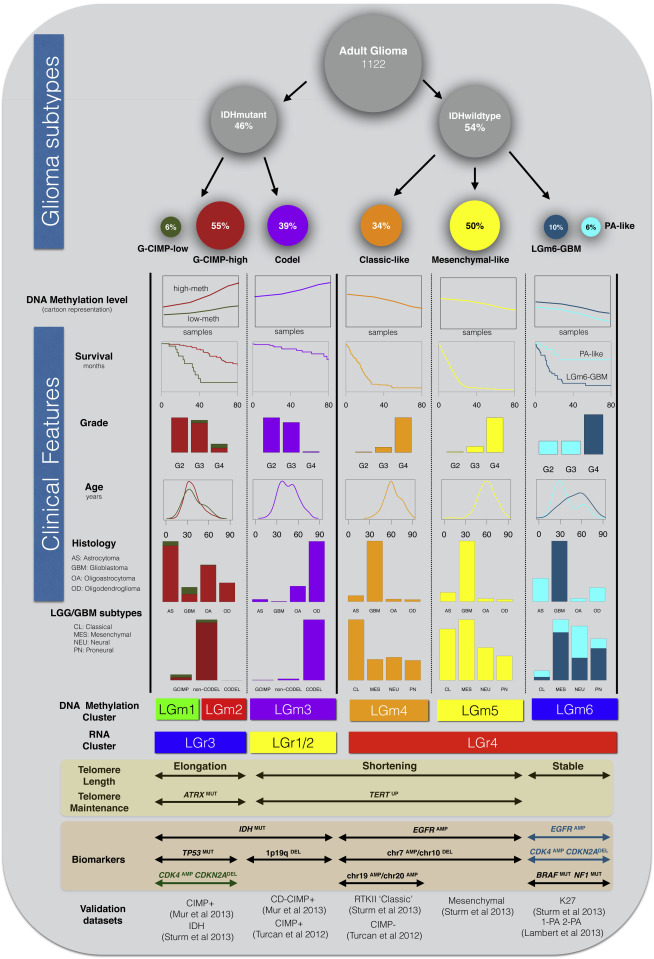 Glioma subtypes
Adult Glioma
1122
IDHmutant
46%
IDHwildtype
54%
6%
55%
39%
34%
50%
10%
6%
PA-like
G-CIMP-low
G-CIMP-high
Codel
Classic-like
Mesenchymal-like
LGm6-GBM
Clinical Features
DNA Methylation level
(cartoon representation)
high-meth
low-meth
samples
samples
samples
samples
samples
Survival
months
PA-like
LGm6-GBM
0 40 80
0 40 80
0 40 80
0 40 80
0 40 80
Grade
G2 G3 G4
G2 G3 G4
G2 G3 G4
G2 G3 G4
G2 G3 G4
Age
years
0 30 60 90
0 30 60 90
0 30 60 90
0 30 60 90
0 30 60 90
Histology
AS: Astrocytoma
GBM: Glioblastoma
OA: Oligoastrocytoma
OD: Oligodendroglioma
AS GBM OA OD
AS GBM OA OD
AS GBM OA OD
AS GBM OA OD
AS GBM OA OD
LGG/GBM subtypes
CL: Classical
MES: Mesenchymal
NEU: Neural
PN: Proneural
GCIMP non-CODEL CODEL
GCIMP non-CODEL CODEL
CL MES NEU PN
CL MES NEU PN
CL MES NEU PN
DNA Methylation
Cluster
LGm1
LGm2
LGm3
LGm4
LGm5
LGm6
RNA
Cluster
LGr3
LGr1/2
LGr4
Telomere
Length
Elongation
Shortening
Stable
Telomere
Maintenance
ATRX MUT
TERT UP
Biomarkers
IDH MUT
EGFR AMP
EGFR AMP
TP53 MUT
1p19q DEL
chr7 AMP/chr10 DEL
CDK4 AMP CDKN2A DEL
CDK4 AMP CDKN2A DEL
chr19 AMP/chr20 AMP
BRAF MUT NF1 MUT
Validation
datasets
CIMP+
(Mur et al 2013)
IDH
(Sturm et al 2013)
CD-CIMP+
(Mur et al 2013)
CIMP+
(Turcan et al 2012)
RTKII 'Classic'
(Sturm et al 2013)
CIMP-
(Turcan et al 2012)
Mesenchymal
(Sturm et al 2013)
K27
(Sturm et al 2013)
1-PA 2-PA
(Lambert et al 2013)